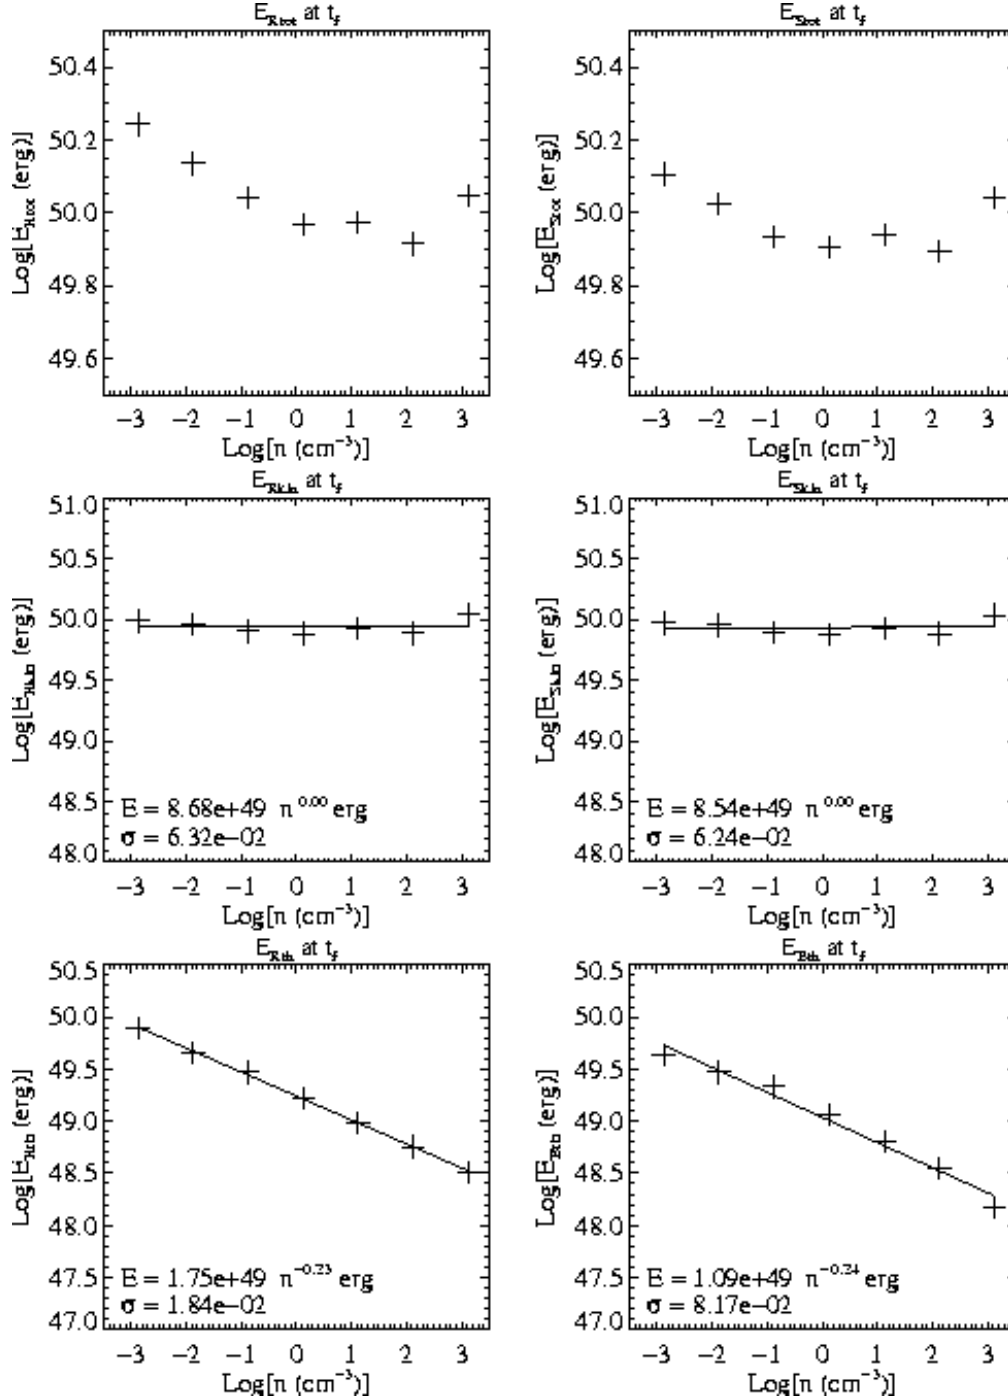 E_Rtot at t_f
50.4
50.2
50.0
49.8
49.6
Log[E_Rtot (erg)]
−3 −2 −1 0 1 2 3
Log[n (cm⁻³)]
E_Stot at t_f
50.4
50.2
50.0
49.8
49.6
Log[E_Stot (erg)]
−3 −2 −1 0 1 2 3
Log[n (cm⁻³)]
E_Rkin at t_f
51.0
50.5
50.0
49.5
49.0
48.5
48.0
Log[E_Rkin (erg)]
E = 8.68e+49 n^0.00 erg
σ = 6.32e−02
−3 −2 −1 0 1 2 3
Log[n (cm⁻³)]
E_Skin at t_f
51.0
50.5
50.0
49.5
49.0
48.5
48.0
Log[E_Skin (erg)]
E = 8.54e+49 n^0.00 erg
σ = 6.24e−02
−3 −2 −1 0 1 2 3
Log[n (cm⁻³)]
E_Rth at t_f
50.5
50.0
49.5
49.0
48.5
48.0
47.5
47.0
Log[E_Rth (erg)]
E = 1.75e+49 n^−0.23 erg
σ = 1.84e−02
−3 −2 −1 0 1 2 3
Log[n (cm⁻³)]
at t_f
50.5
50.0
49.5
49.0
48.5
48.0
47.5
47.0
(erg)]
E = 1.09e+49 n^−0.24 erg
σ = 8.17e−02
−3 −2 −1 0 1 2 3
Log[n (cm⁻³)]